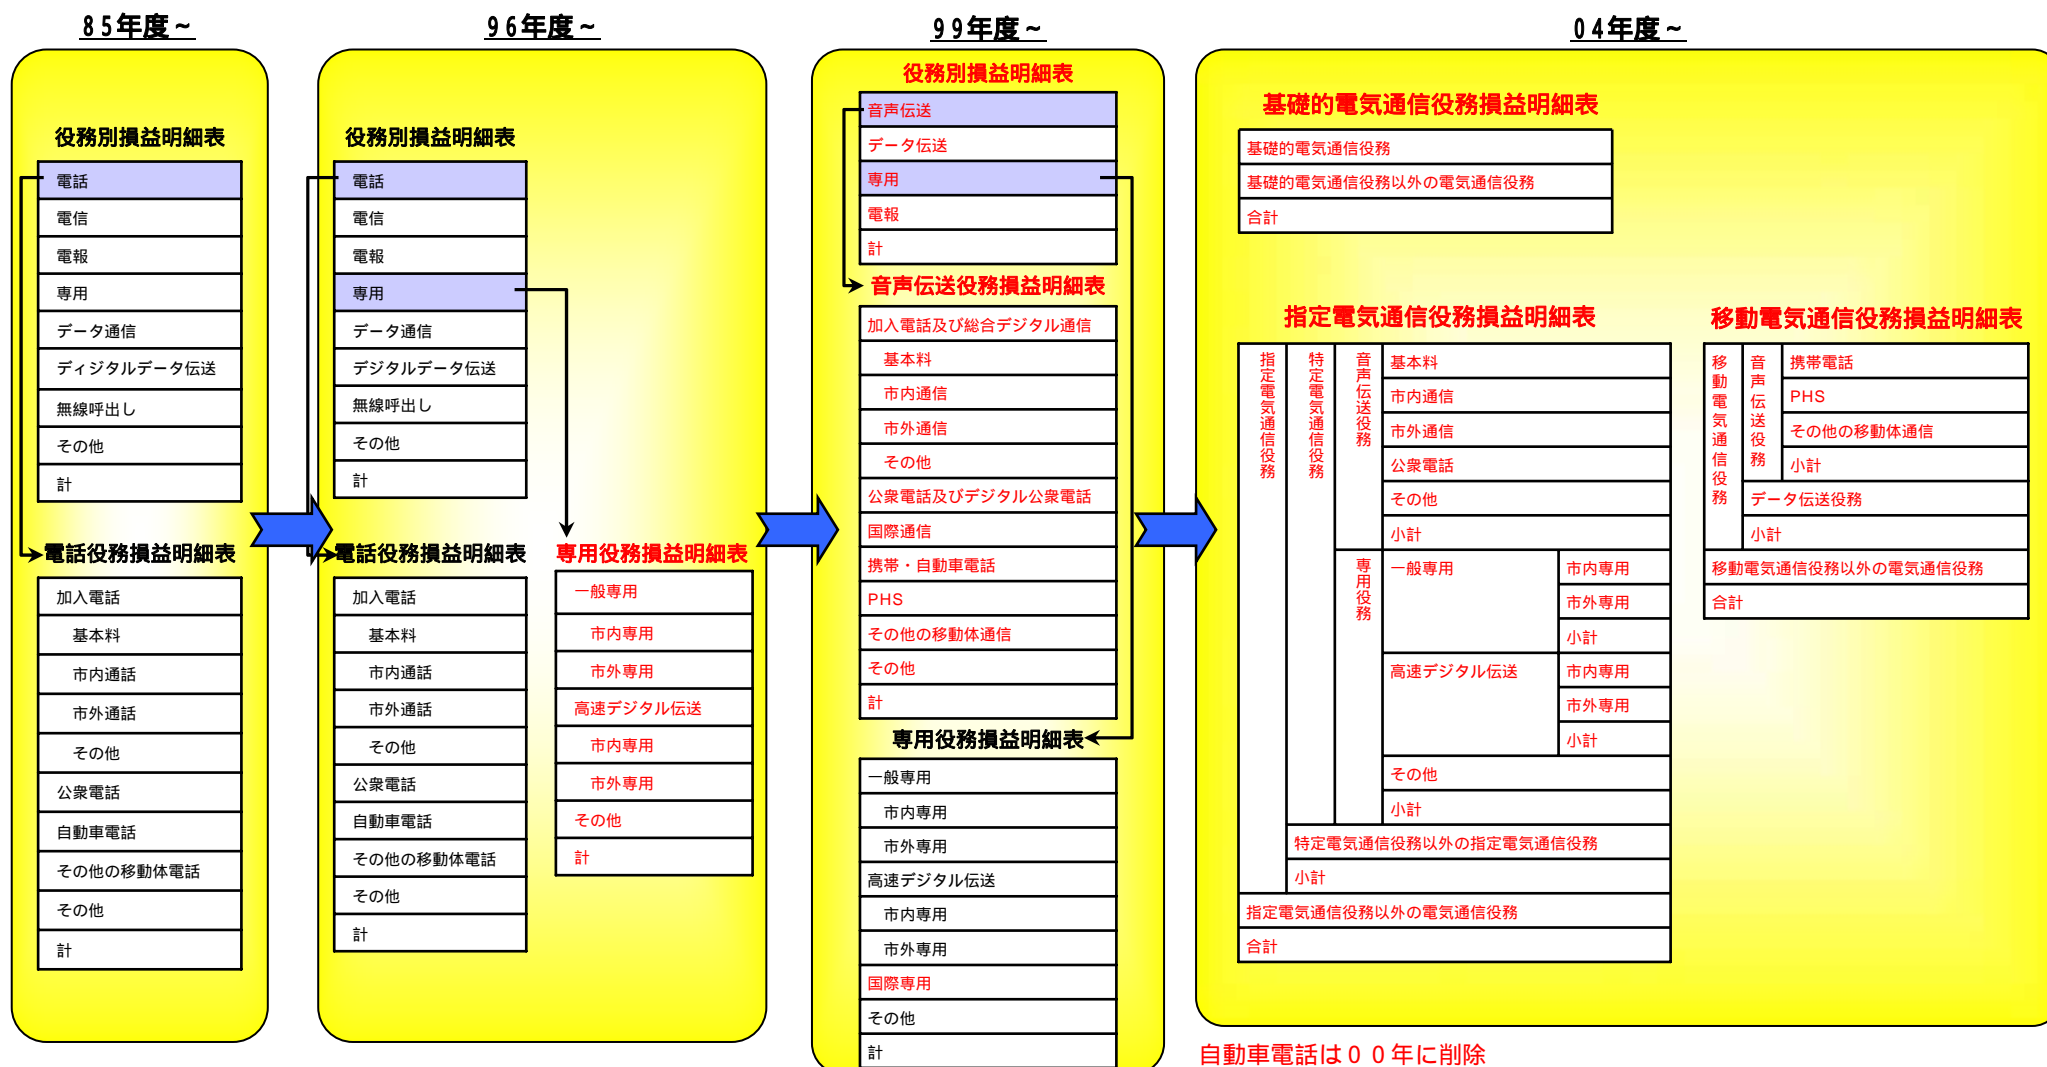 85年度～
役務別損益明細表
電話
電信
電報
専用
データ通信
ディジタルデータ伝送
無線呼出し
その他
計
電話役務損益明細表
加入電話
基本料
市内通話
市外通話
その他
公衆電話
自動車電話
その他の移動体電話
その他
計
96年度～
役務別損益明細表
電話
電信
電報
専用
データ通信
デジタルデータ伝送
無線呼出し
その他
計
電話役務損益明細表
加入電話
基本料
市内通話
市外通話
その他
公衆電話
自動車電話
その他の移動体電話
その他
計
専用役務損益明細表
一般専用
市内専用
市外専用
高速デジタル伝送
市内専用
市外専用
その他
計
99年度～
役務別損益明細表
音声伝送
データ伝送
専用
電報
計
音声伝送役務損益明細表
加入電話及び総合デジタル通信
基本料
市内通信
市外通信
その他
公衆電話及びデジタル公衆電話
国際通信
携帯・自動車電話
PHS
その他の移動体通信
その他
計
専用役務損益明細表
一般専用
市内専用
市外専用
高速デジタル伝送
市内専用
市外専用
国際専用
その他
計
04年度～
基礎的電気通信役務損益明細表
基礎的電気通信役務
基礎的電気通信役務以外の電気通信役務
合計
指定電気通信役務損益明細表
指定電気通信役務
特定電気通信役務
音声伝送役務
基本料
市内通信
市外通信
公衆電話
その他
小計
専用役務
一般専用
市内専用
市外専用
小計
高速デジタル伝送
市内専用
市外専用
小計
その他
小計
特定電気通信役務以外の指定電気通信役務
小計
指定電気通信役務以外の電気通信役務
合計
移動電気通信役務損益明細表
移動電気通信役務
音声伝送役務
携帯電話
PHS
その他の移動体通信
小計
データ伝送役務
小計
移動電気通信役務以外の電気通信役務
合計
自動車電話は００年に削除